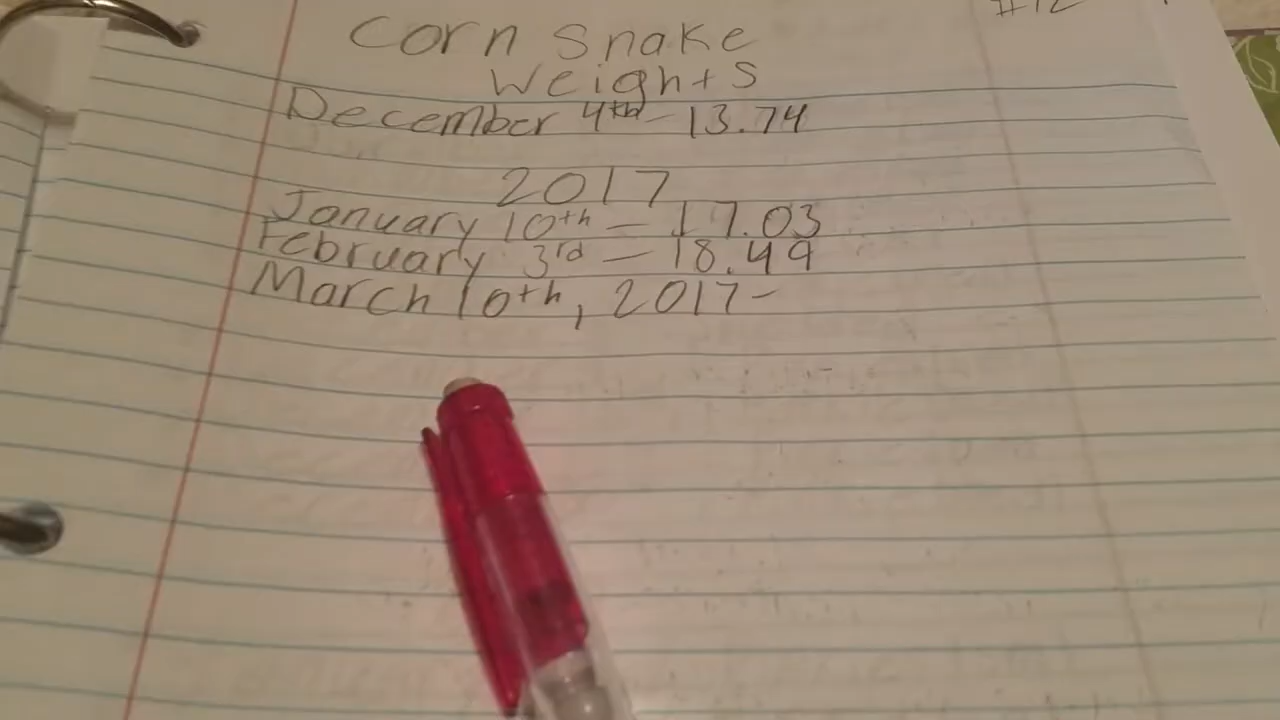 #12
Corn Snake
Weights
December 4th - 13.74
2017
January 10th - 17.03
February 3rd - 18.49
March 10th, 2017-